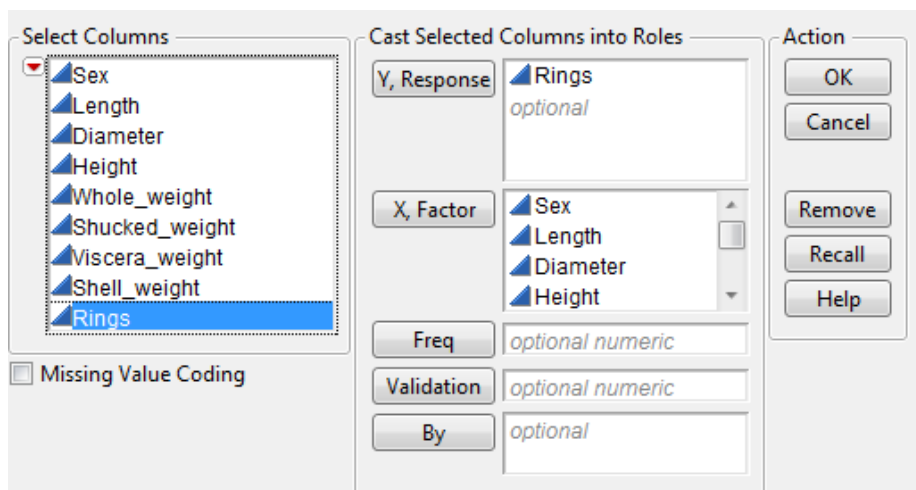 Select Columns
Sex
Length
Diameter
Height
Whole_weight
Shucked_weight
Viscera_weight
Shell_weight
Rings
Missing Value Coding
Cast Selected Columns into Roles
Y, Response
Rings
optional
X, Factor
Sex
Length
Diameter
Height
Freq
optional numeric
Validation
optional numeric
By
optional
Action
OK
Cancel
Remove
Recall
Help